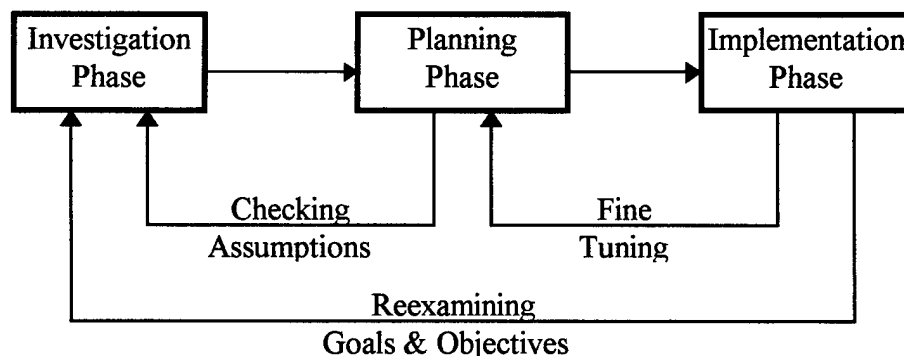 Investigation
Phase
Planning
Phase
Implementation
Phase
Checking
Assumptions
Fine
Tuning
Reexamining
Goals & Objectives